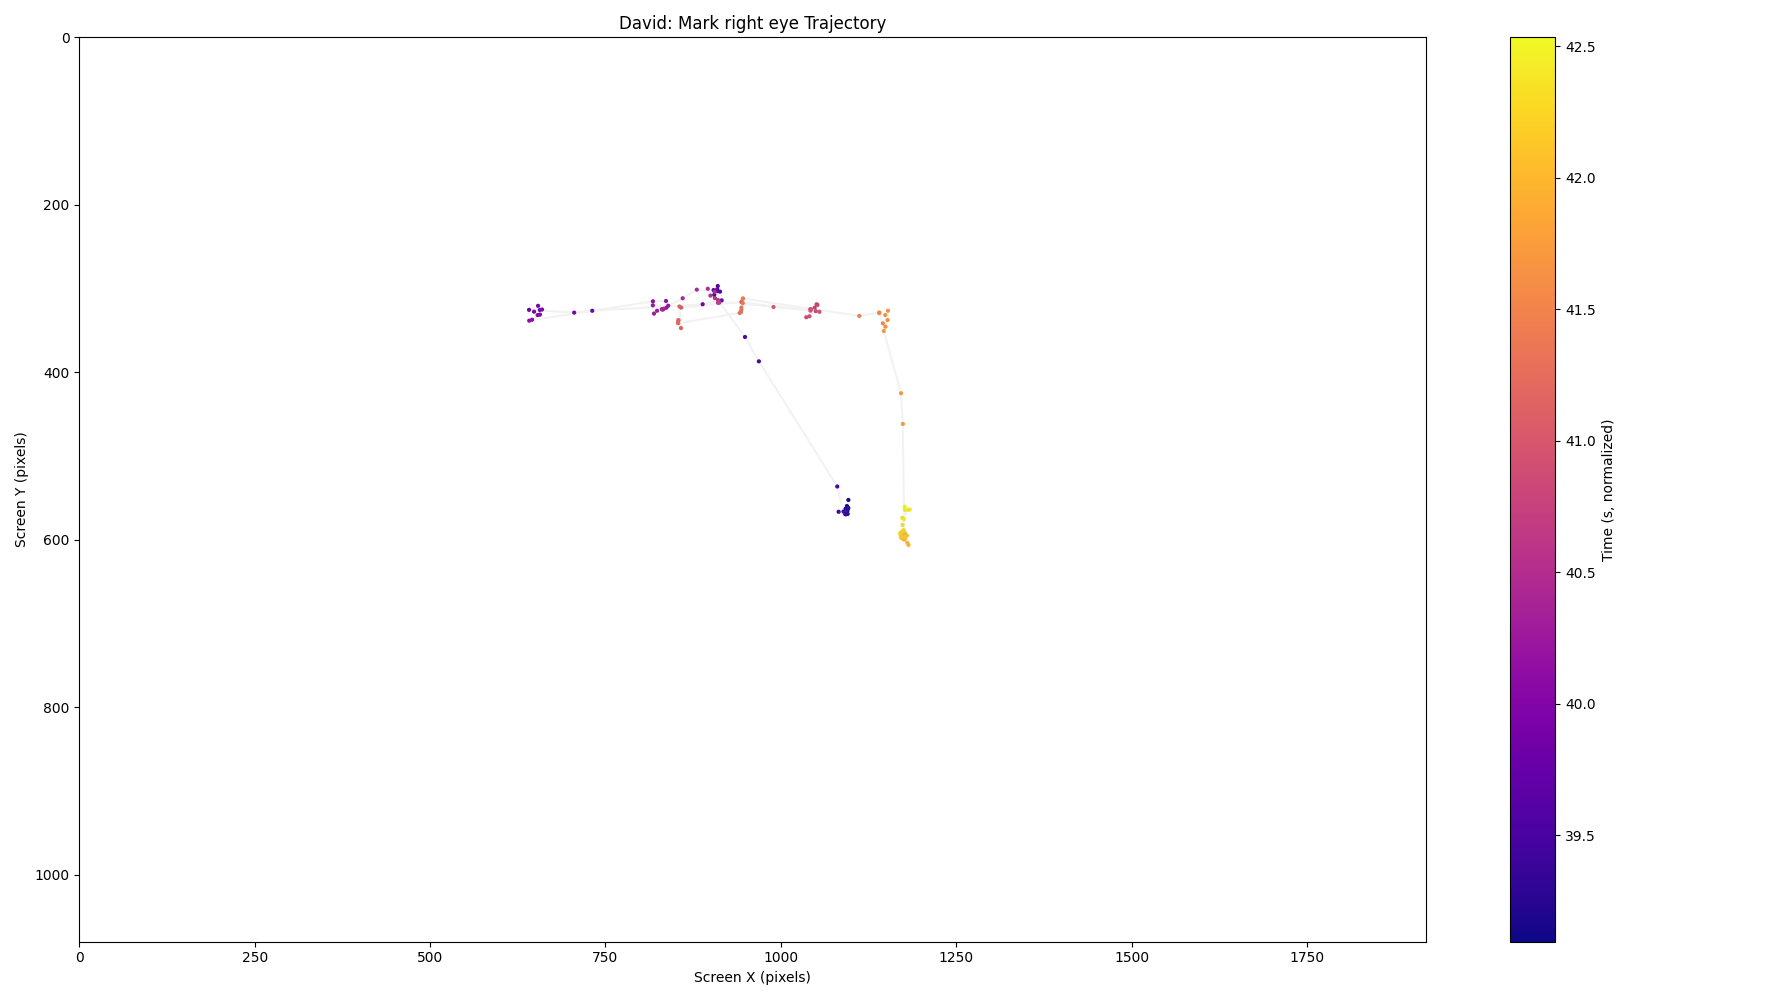 David: Mark right eye Trajectory
0
200
400
600
800
1000
Screen Y (pixels)
0 250 500 750 1000 1250 1500 1750
Screen X (pixels)
42.5
42.0
41.5
41.0
40.5
40.0
39.5
Time (s, normalized)